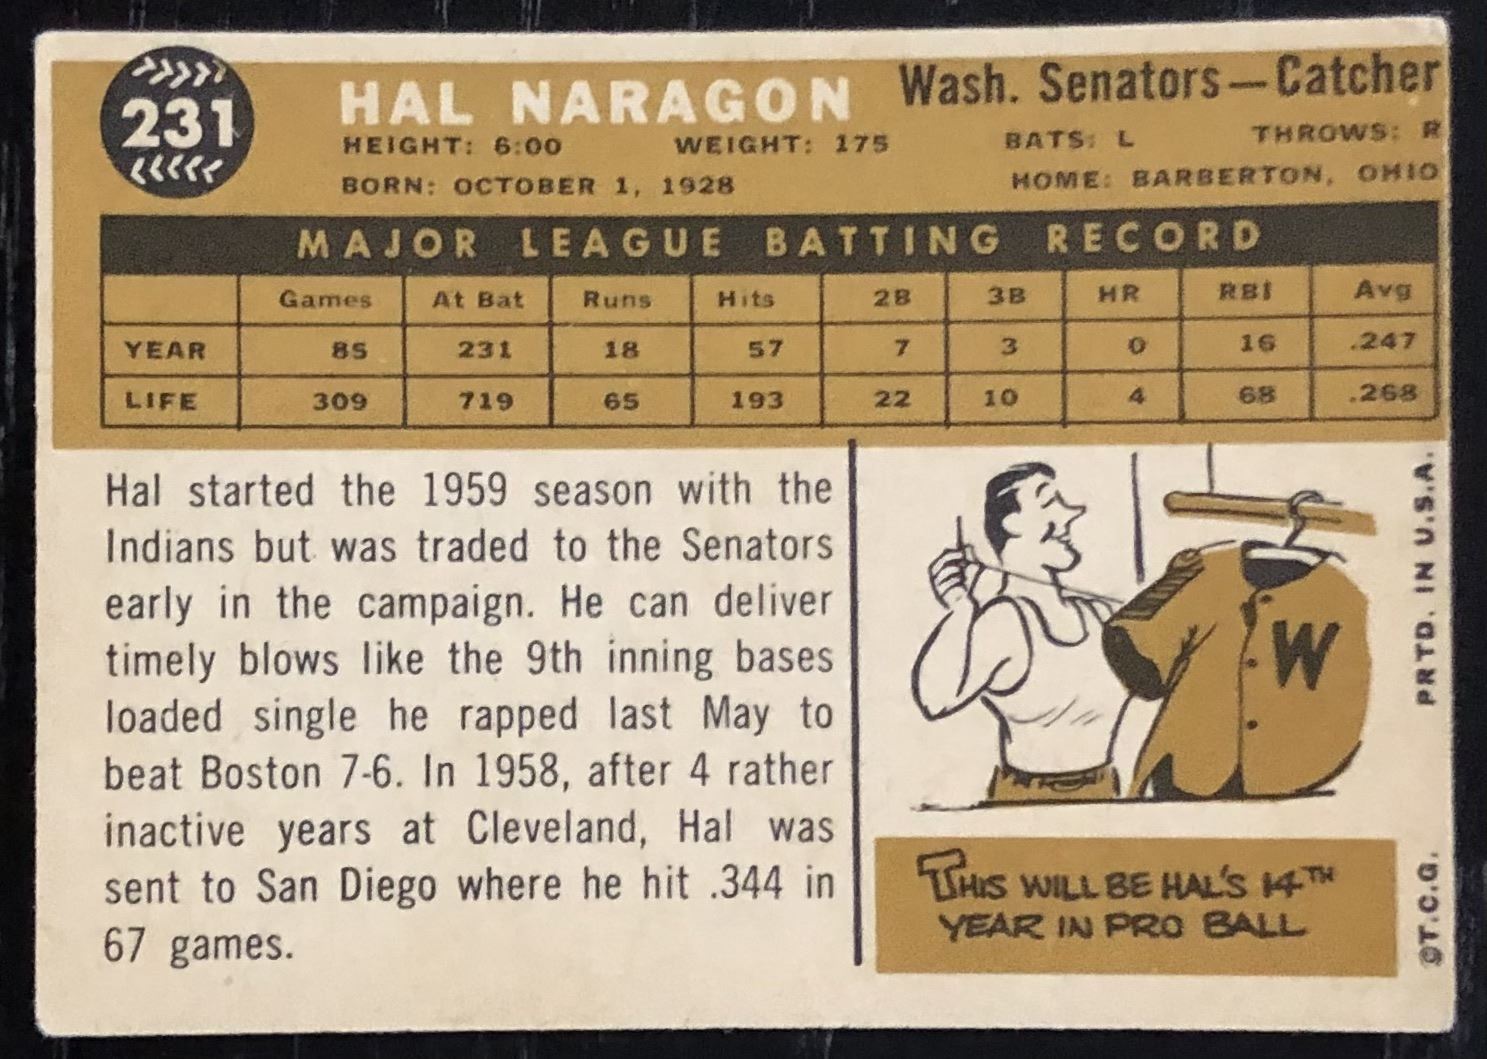 231
HAL NARAGON
Wash. Senators—Catcher
HEIGHT: 6:00 WEIGHT: 175 BATS: L THROWS: R
BORN: OCTOBER 1, 1928 HOME: BARBERTON, OHIO
MAJOR LEAGUE BATTING RECORD
Games At Bat Runs Hits 2B 3B HR RBI Avg
YEAR 85 231 18 57 7 3 0 16 .247
LIFE 309 719 65 193 22 10 4 68 .268
Hal started the 1959 season with the
Indians but was traded to the Senators
early in the campaign. He can deliver
timely blows like the 9th inning bases
loaded single he rapped last May to
beat Boston 7-6. In 1958, after 4 rather
inactive years at Cleveland, Hal was
sent to San Diego where he hit .344 in
67 games.
W
THIS WILL BE HAL'S 14TH
YEAR IN PRO BALL
©T.C.G. PRTD. IN U.S.A.